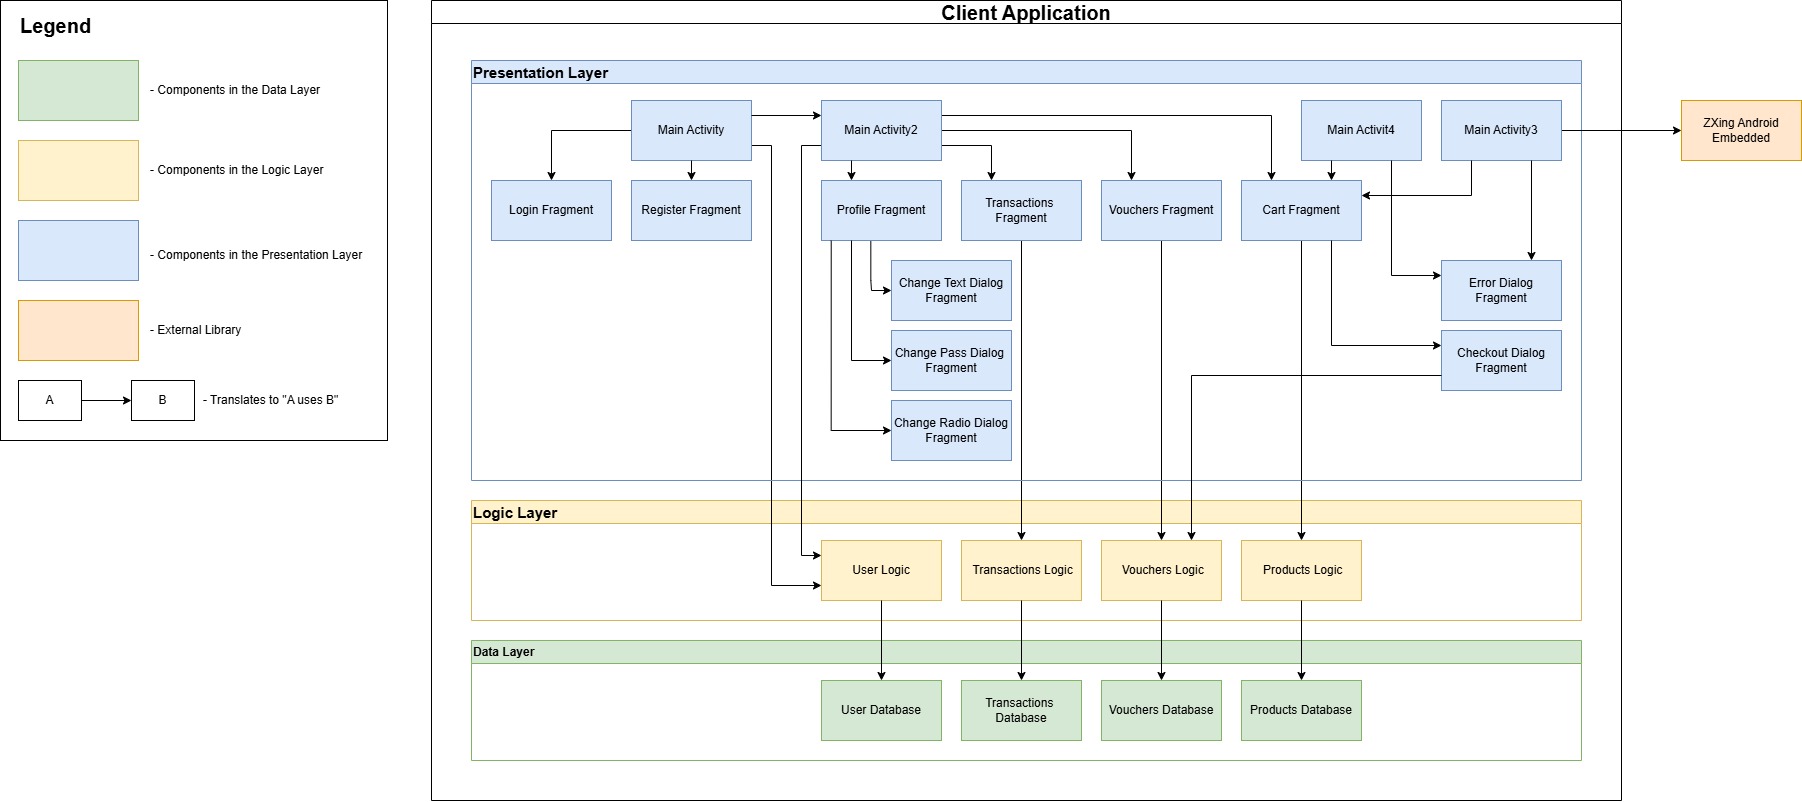 Legend
- Components in the Data Layer
- Components in the Logic Layer
- Components in the Presentation Layer
- External Library
A
B
- Translates to "A uses B"
Client Application
Presentation Layer
Main Activity
Main Activity2
Main Activit4
Main Activity3
ZXing Android
Embedded
Login Fragment
Register Fragment
Profile Fragment
Transactions
Fragment
Vouchers Fragment
Cart Fragment
Change Text Dialog
Fragment
Error Dialog
Fragment
Change Pass Dialog
Fragment
Checkout Dialog
Fragment
Change Radio Dialog
Fragment
Logic Layer
User Logic
Transactions Logic
Vouchers Logic
Products Logic
Data Layer
User Database
Transactions
Database
Vouchers Database
Products Database